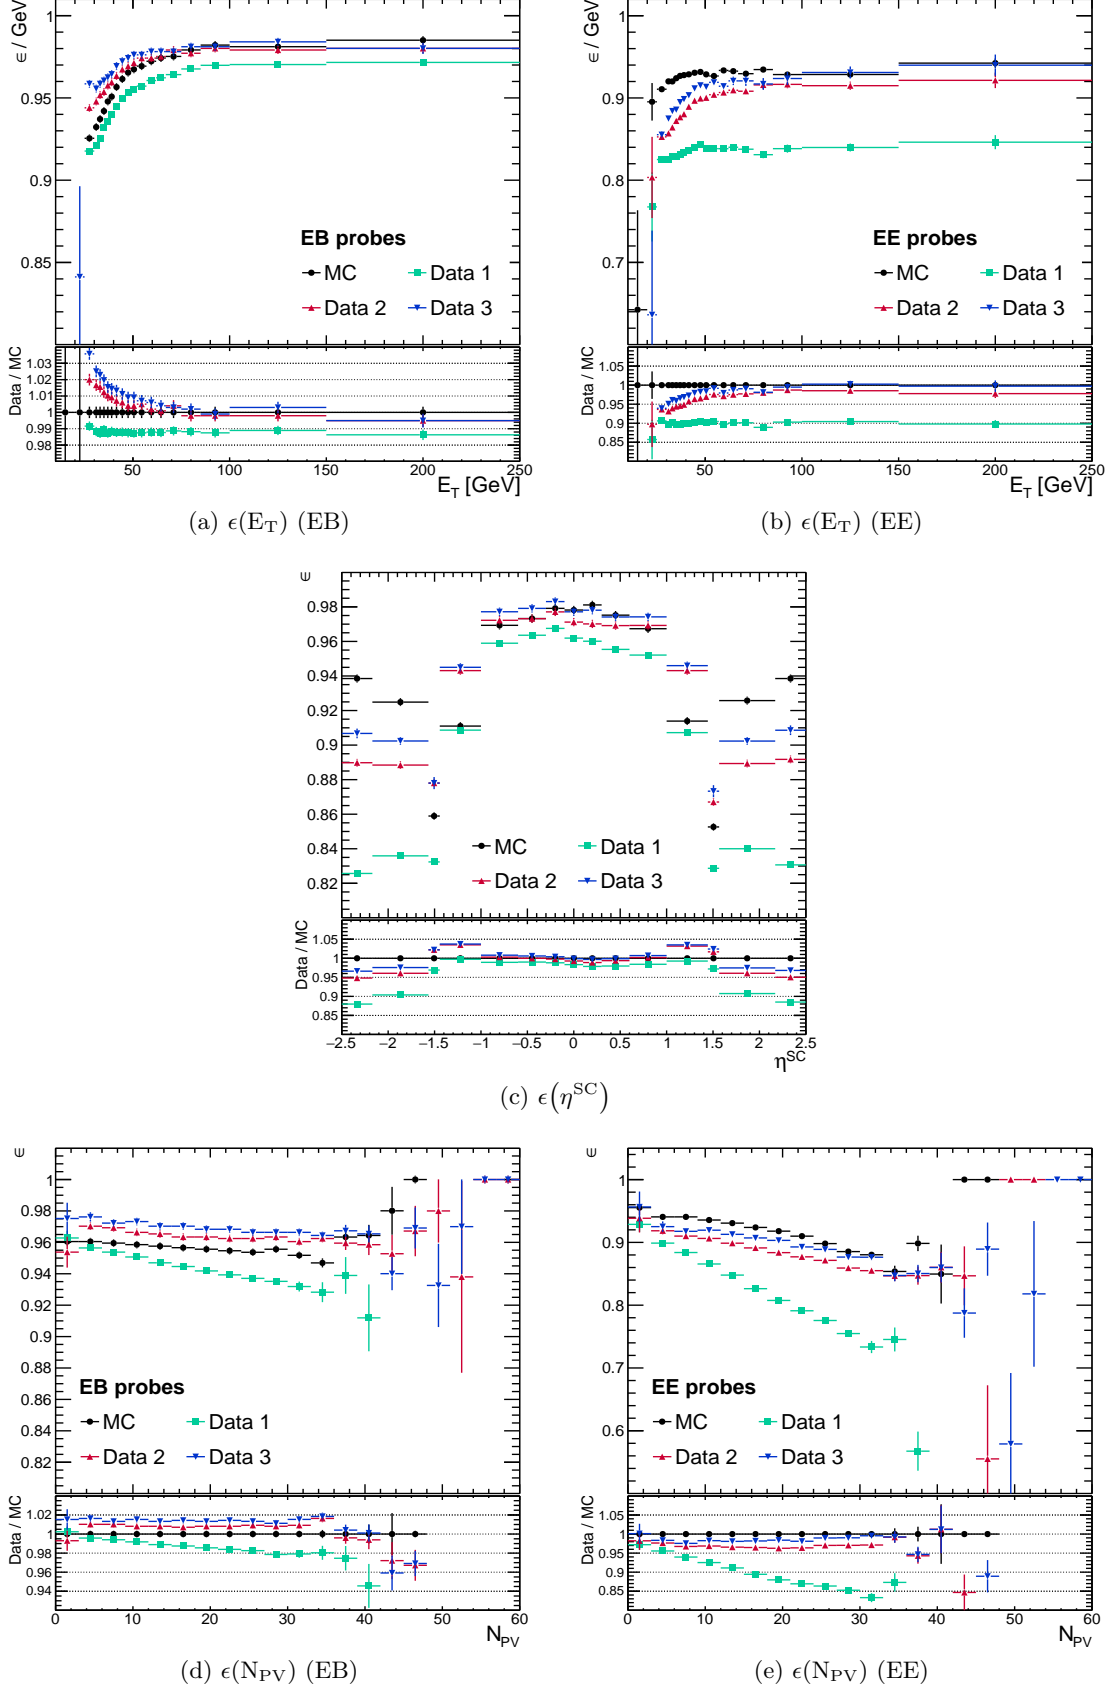 ϵ / GeV
1
0.95
0.9
0.85
EB probes
MC Data 1
Data 2 Data 3
Data / MC
1.03
1.02
1.01
1
0.99
0.98
50 100 150 200 250
E_T [GeV]
(a) ϵ(E_T) (EB)
ϵ / GeV
1
0.9
0.8
0.7
EE probes
MC Data 1
Data 2 Data 3
Data / MC
1.05
1
0.95
0.9
0.85
50 100 150 200 250
E_T [GeV]
(b) ϵ(E_T) (EE)
ϵ
0.98
0.96
0.94
0.92
0.9
0.88
0.86
0.84
0.82
MC Data 1
Data 2 Data 3
Data / MC
1.05
1
0.95
0.9
0.85
−2.5 −2 −1.5 −1 −0.5 0 0.5 1 1.5 2 2.5
η^SC
(c) ϵ(η^SC)
ϵ
1
0.98
0.96
0.94
0.92
0.9
0.88
0.86
0.84
0.82
EB probes
MC Data 1
Data 2 Data 3
Data / MC
1.02
1
0.98
0.96
0.94
0 10 20 30 40 50 60
N_PV
(d) ϵ(N_PV) (EB)
ϵ
1
0.9
0.8
0.7
0.6
EE probes
MC Data 1
Data 2 Data 3
Data / MC
1.05
1
0.95
0.9
0.85
0 10 20 30 40 50 60
N_PV
(e) ϵ(N_PV) (EE)